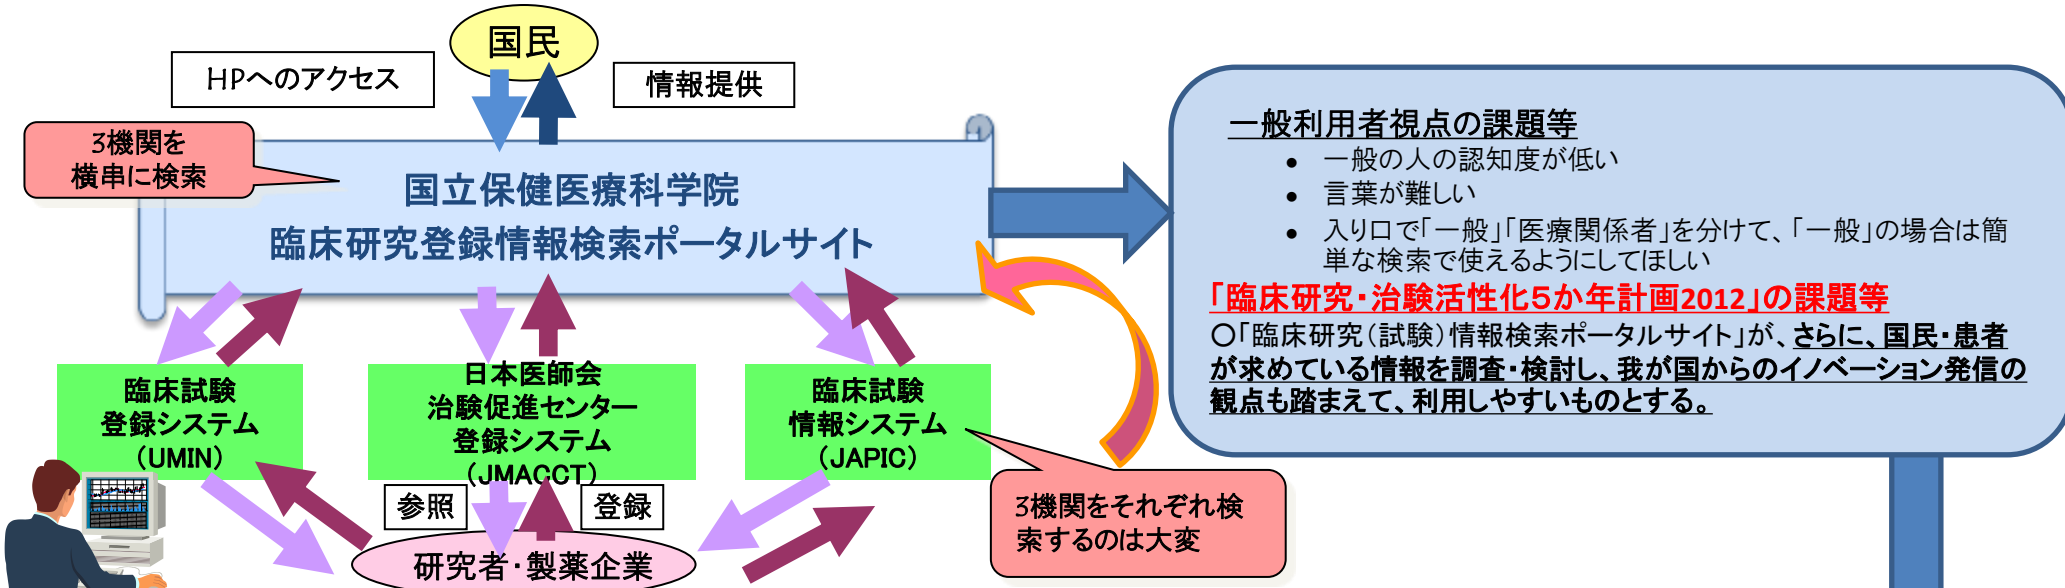 国民
HPへのアクセス
情報提供
3機関を
横串に検索
国立保健医療科学院
臨床研究登録情報検索ポータルサイト
臨床試験
登録システム
（UMIN）
日本医師会
治験促進センター
登録システム
（JMACCT）
臨床試験
情報システム
（JAPIC）
参照
登録
研究者・製薬企業
3機関をそれぞれ検
索するのは大変
一般利用者視点の課題等
• 一般の人の認知度が低い
• 言葉が難しい
• 入り口で「一般」「医療関係者」を分けて、「一般」の場合は簡
単な検索で使えるようにしてほしい
「臨床研究・治験活性化５か年計画2012」の課題等
○「臨床研究（試験）情報検索ポータルサイト」が、さらに、国民・患者
が求めている情報を調査・検討し、我が国からのイノベーション発信の
観点も踏まえて、利用しやすいものとする。